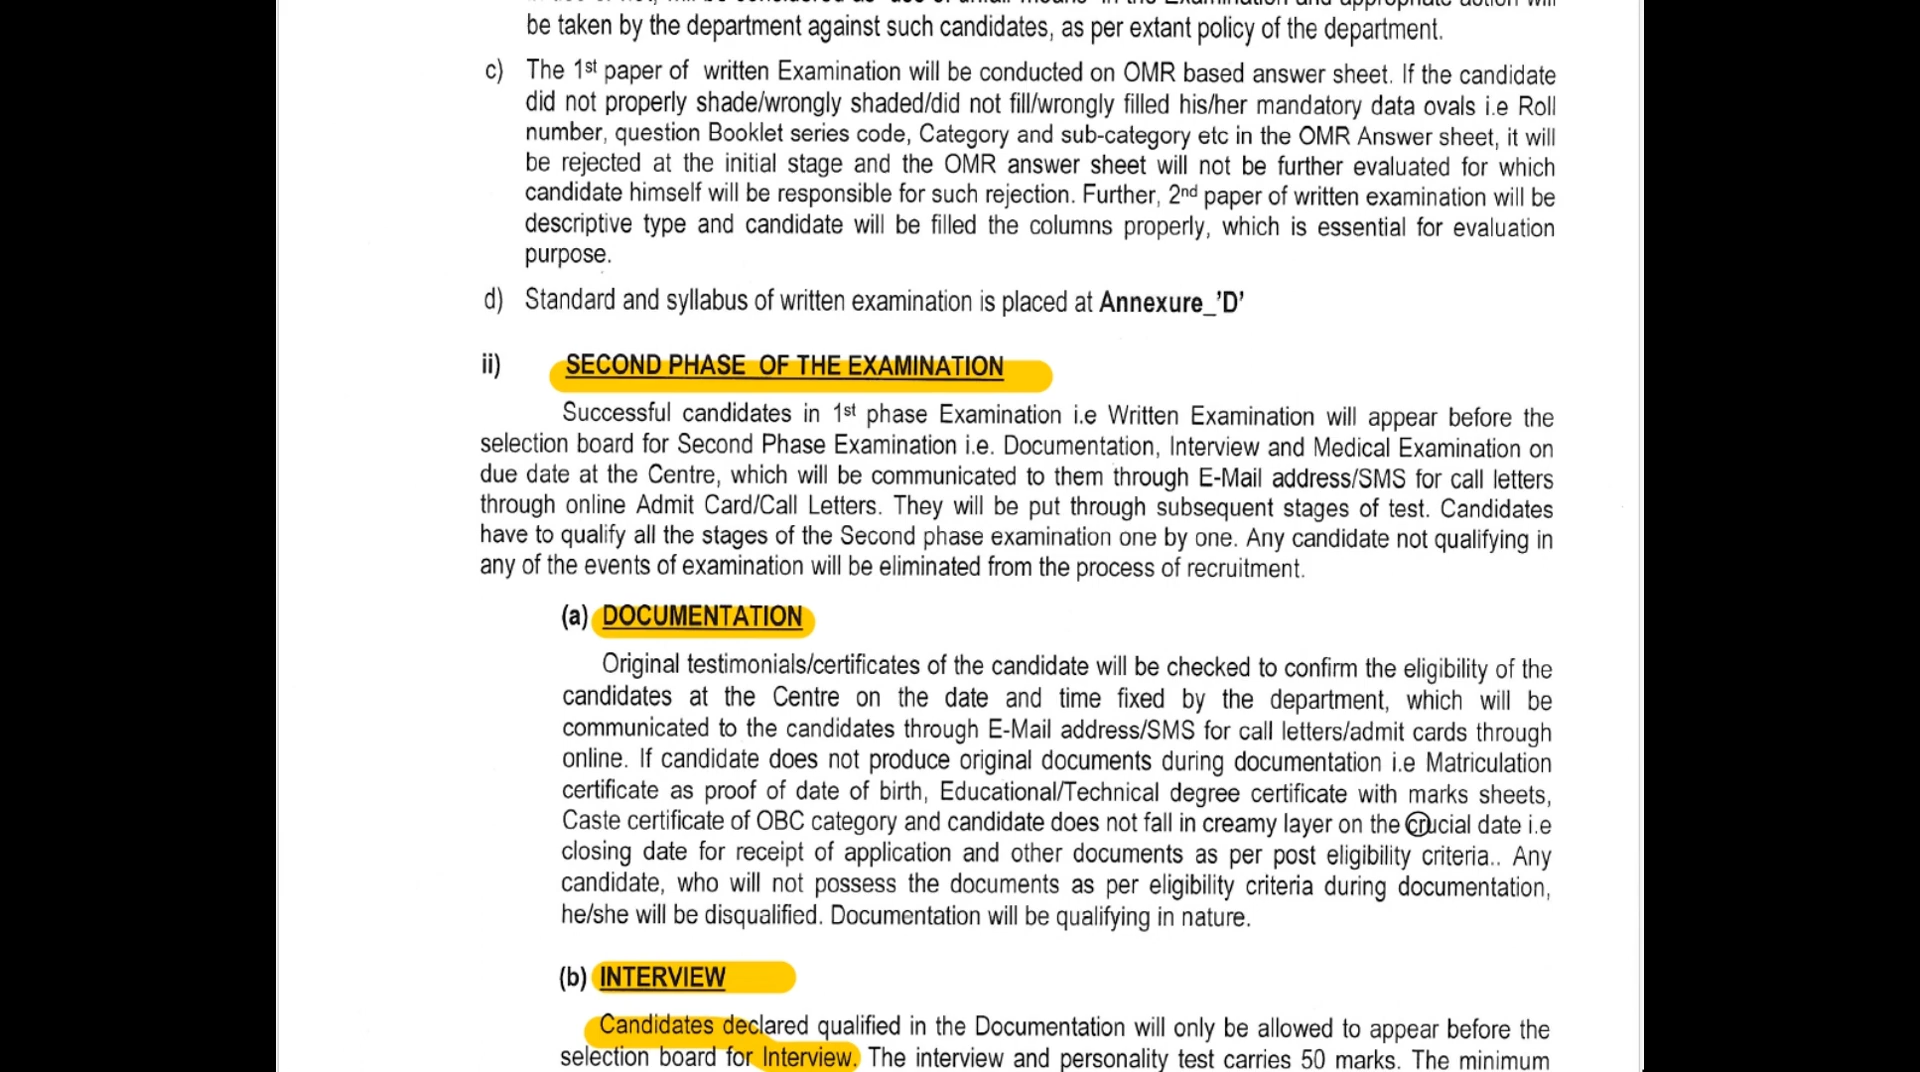 be taken by the department against such candidates, as per extant policy of the department.
c) The 1st paper of written Examination will be conducted on OMR based answer sheet. If the candidate
did not properly shade/wrongly shaded/did not fill/wrongly filled his/her mandatory data ovals i.e Roll
number, question Booklet series code, Category and sub-category etc in the OMR Answer sheet, it will
be rejected at the initial stage and the OMR answer sheet will not be further evaluated for which
candidate himself will be responsible for such rejection. Further, 2nd paper of written examination will be
descriptive type and candidate will be filled the columns properly, which is essential for evaluation
purpose.
d) Standard and syllabus of written examination is placed at Annexure_'D'
ii) SECOND PHASE OF THE EXAMINATION
Successful candidates in 1st phase Examination i.e Written Examination will appear before the
selection board for Second Phase Examination i.e. Documentation, Interview and Medical Examination on
due date at the Centre, which will be communicated to them through E-Mail address/SMS for call letters
through online Admit Card/Call Letters. They will be put through subsequent stages of test. Candidates
have to qualify all the stages of the Second phase examination one by one. Any candidate not qualifying in
any of the events of examination will be eliminated from the process of recruitment.
(a) DOCUMENTATION
Original testimonials/certificates of the candidate will be checked to confirm the eligibility of the
candidates at the Centre on the date and time fixed by the department, which will be
communicated to the candidates through E-Mail address/SMS for call letters/admit cards through
online. If candidate does not produce original documents during documentation i.e Matriculation
certificate as proof of date of birth, Educational/Technical degree certificate with marks sheets,
Caste certificate of OBC category and candidate does not fall in creamy layer on the crucial date i.e
closing date for receipt of application and other documents as per post eligibility criteria.. Any
candidate, who will not possess the documents as per eligibility criteria during documentation,
he/she will be disqualified. Documentation will be qualifying in nature.
(b) INTERVIEW
Candidates declared qualified in the Documentation will only be allowed to appear before the
selection board for Interview. The interview and personality test carries 50 marks. The minimum